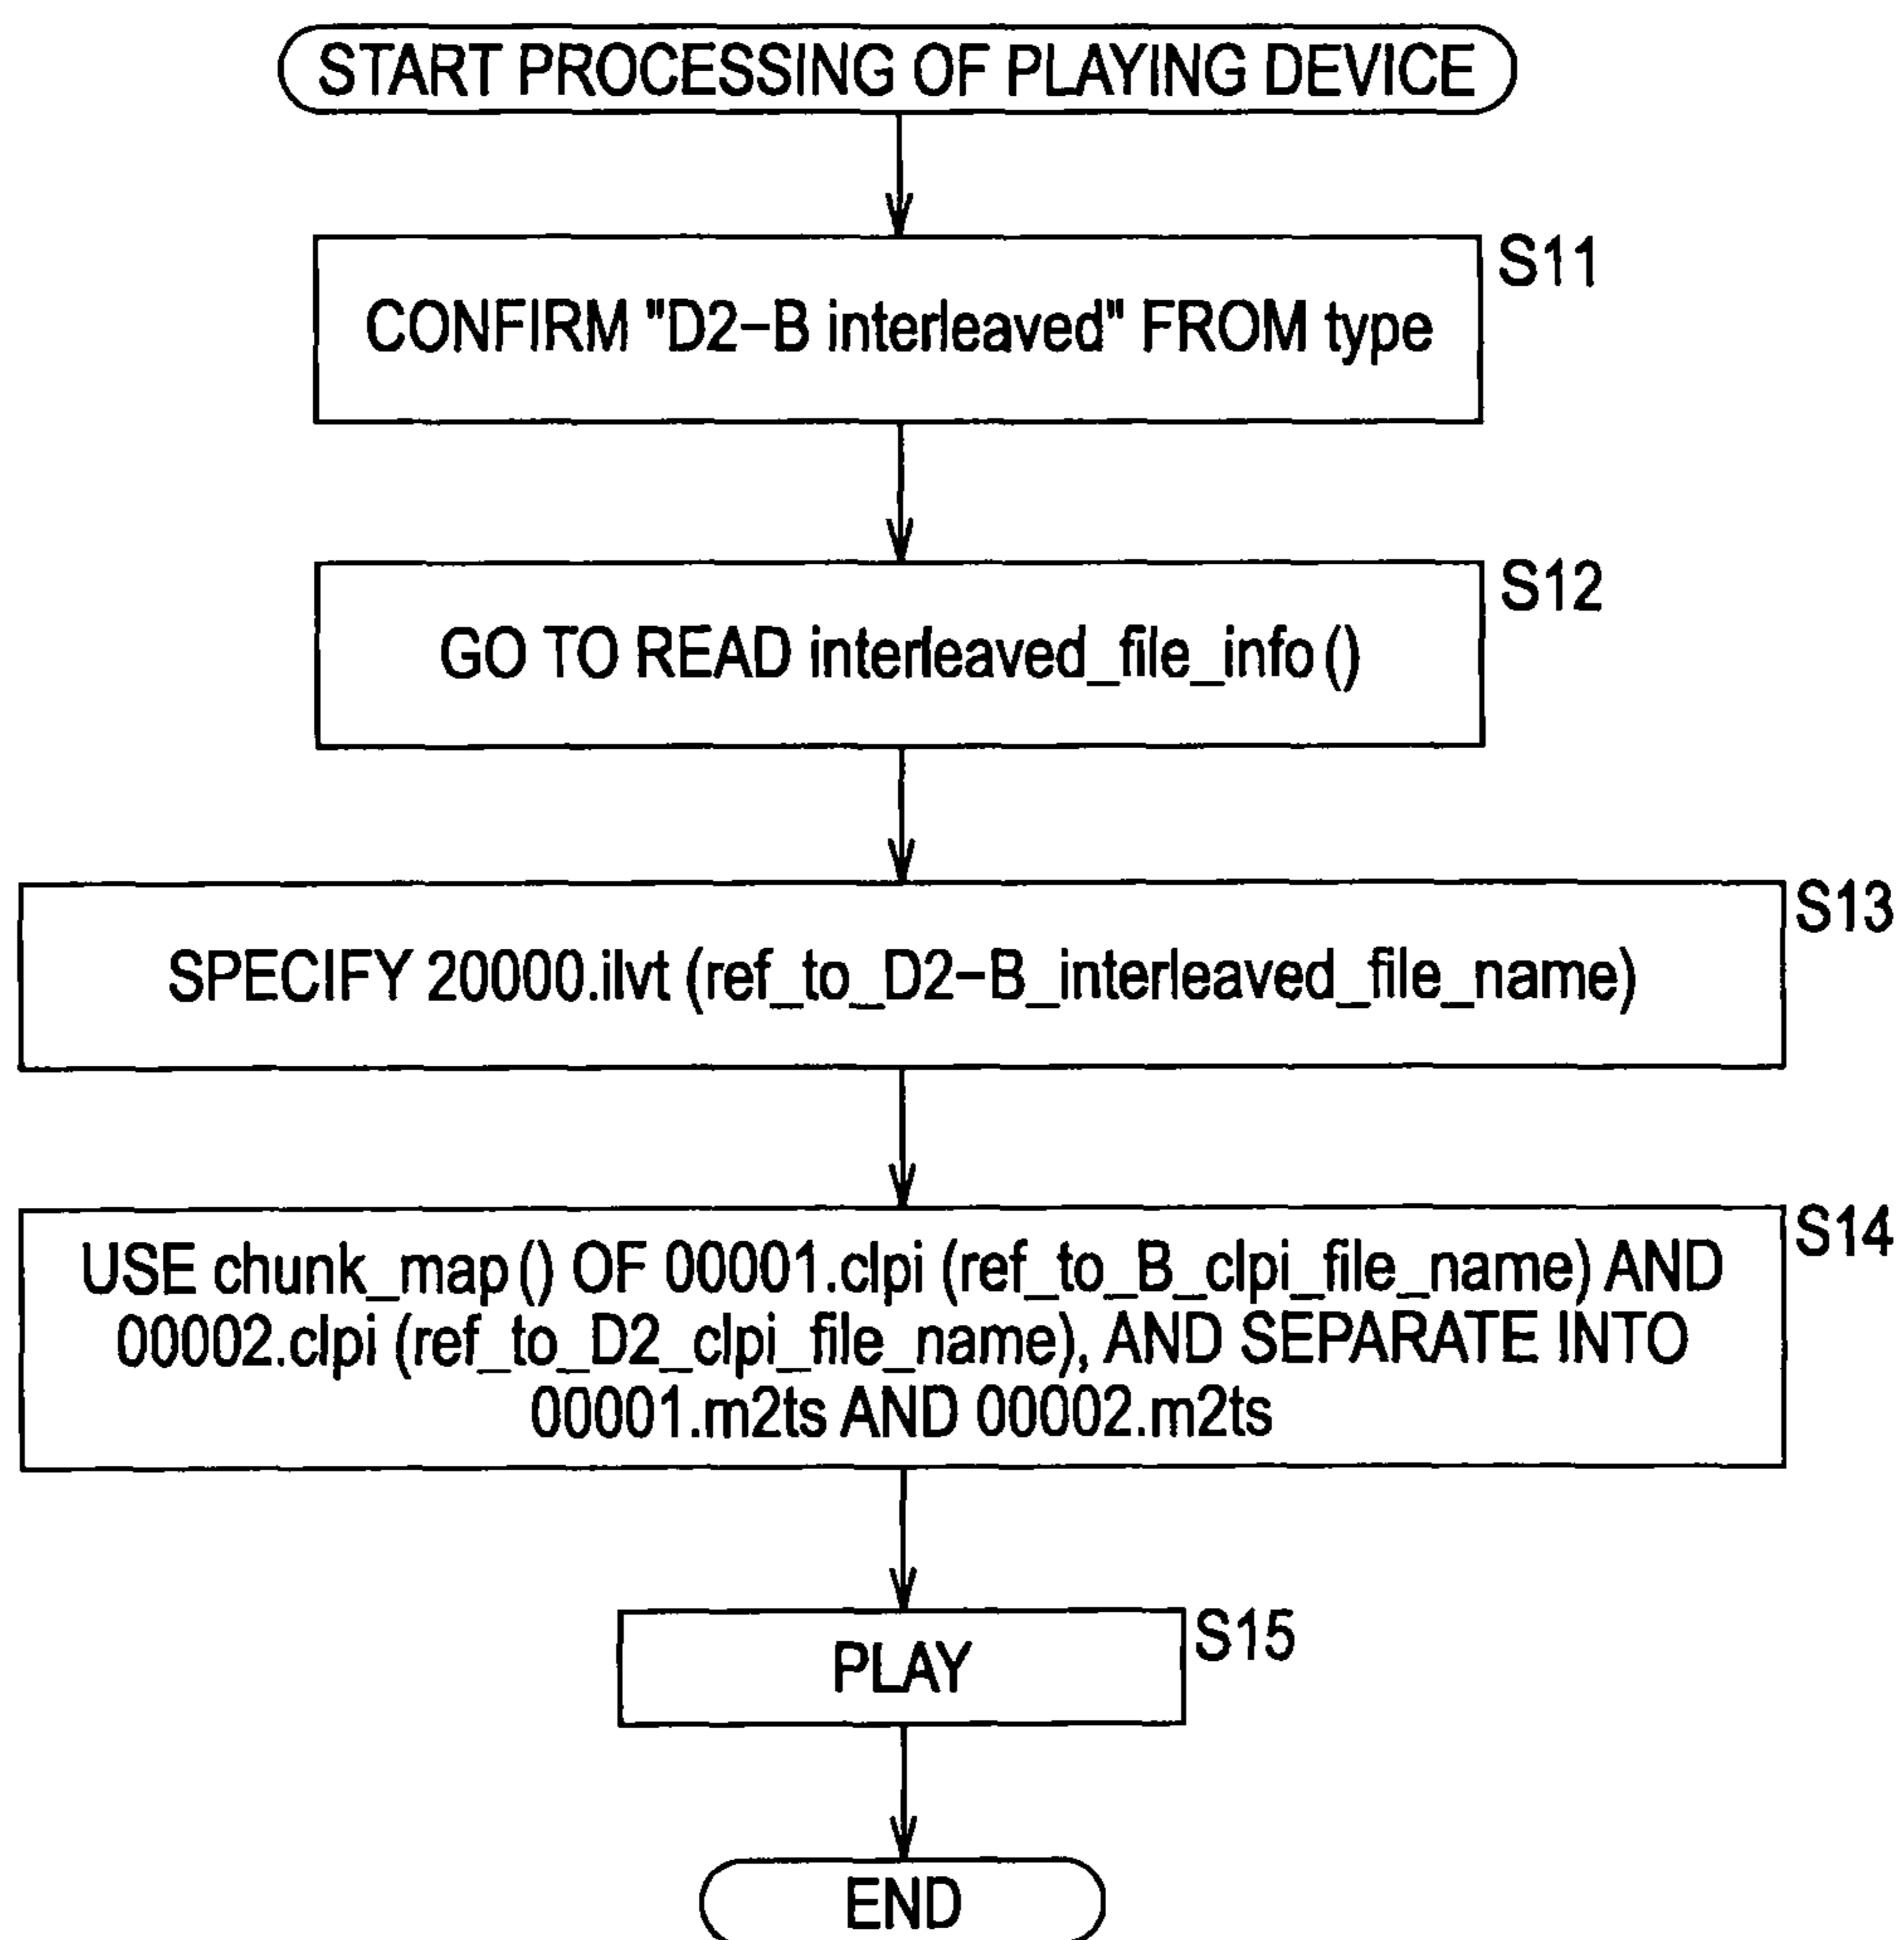 START PROCESSING OF PLAYING DEVICE
S11
CONFIRM "D2-B interleaved" FROM type
S12
GO TO READ interleaved_file_info()
S13
SPECIFY 20000.ilvt (ref_to_D2-B_interleaved_file_name)
S14
USE chunk_map() OF 00001.clpi (ref_to_B_clpi_file_name) AND
00002.clpi (ref_to_D2_clpi_file_name), AND SEPARATE INTO
00001.m2ts AND 00002.m2ts
S15
PLAY
END